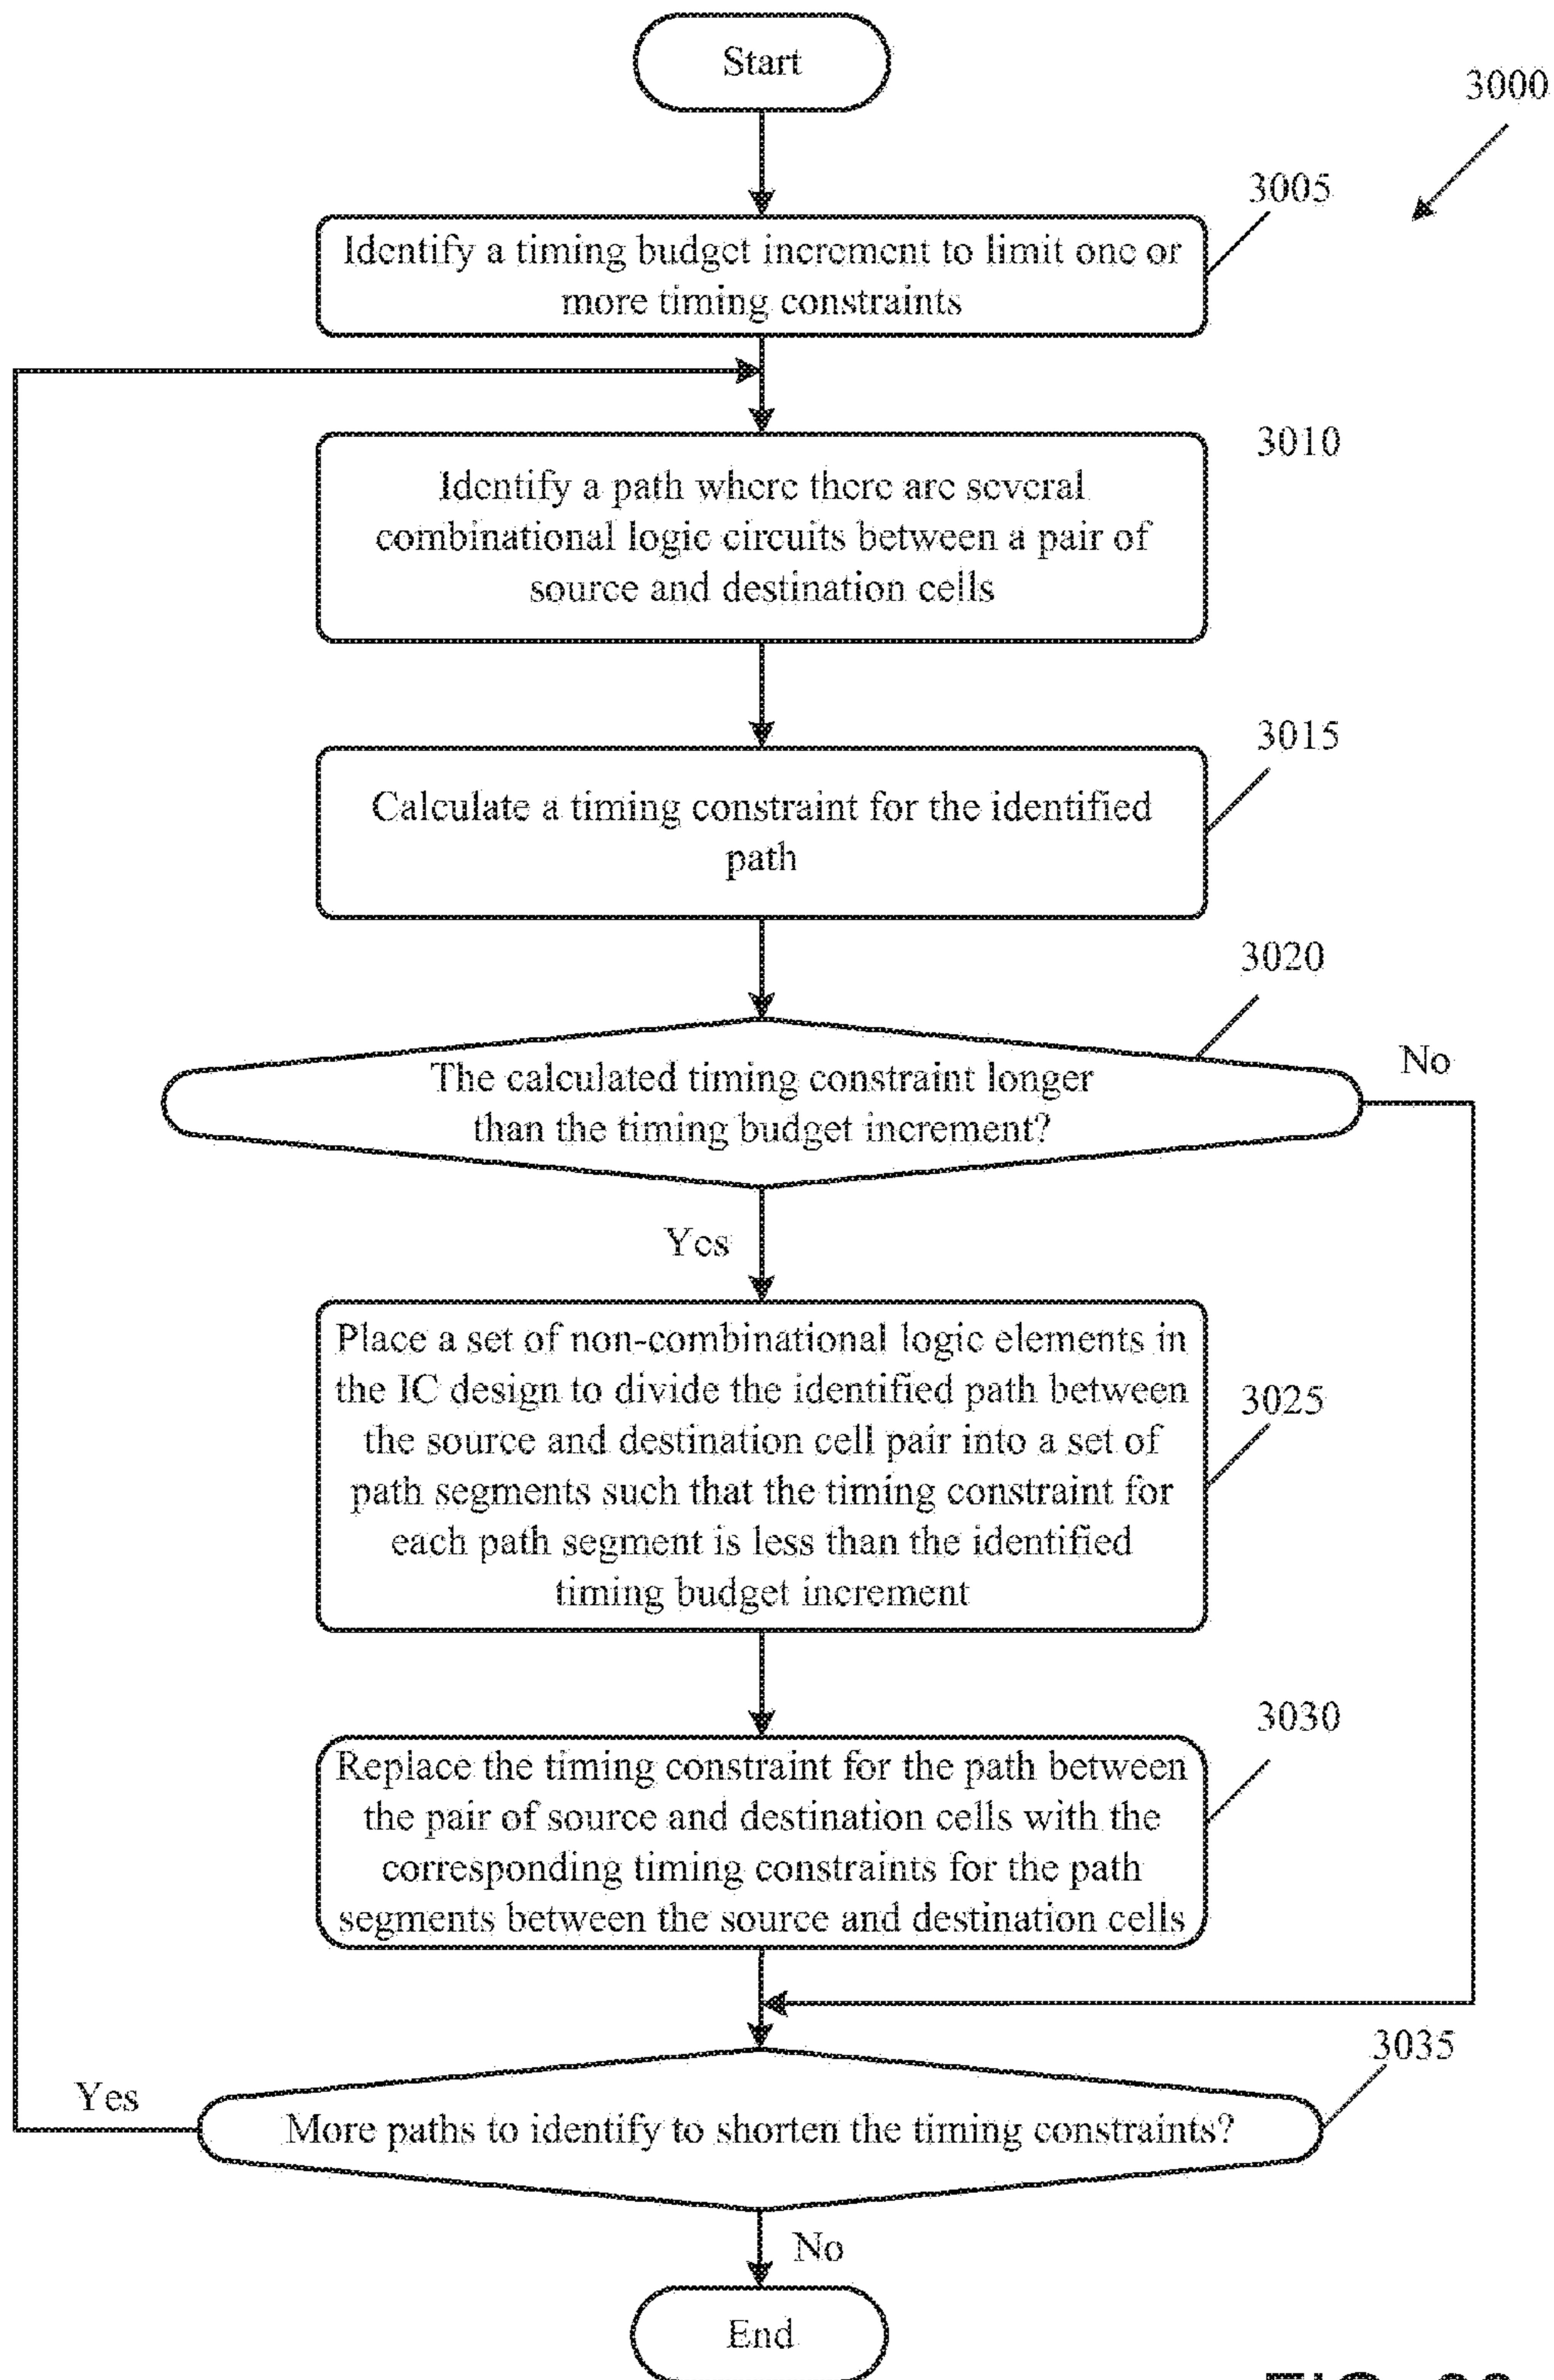 Start
3000
3005
Identify a timing budget increment to limit one or
more timing constraints
3010
Identify a path where there are several
combinational logic circuits between a pair of
source and destination cells
3015
Calculate a timing constraint for the identified
path
3020
The calculated timing constraint longer
than the timing budget increment?
No
Yes
Place a set of non-combinational logic elements in
the IC design to divide the identified path between
the source and destination cell pair into a set of
path segments such that the timing constraint for
each path segment is less than the identified
timing budget increment
3025
3030
Replace the timing constraint for the path between
the pair of source and destination cells with the
corresponding timing constraints for the path
segments between the source and destination cells
3035
Yes
More paths to identify to shorten the timing constraints?
No
End